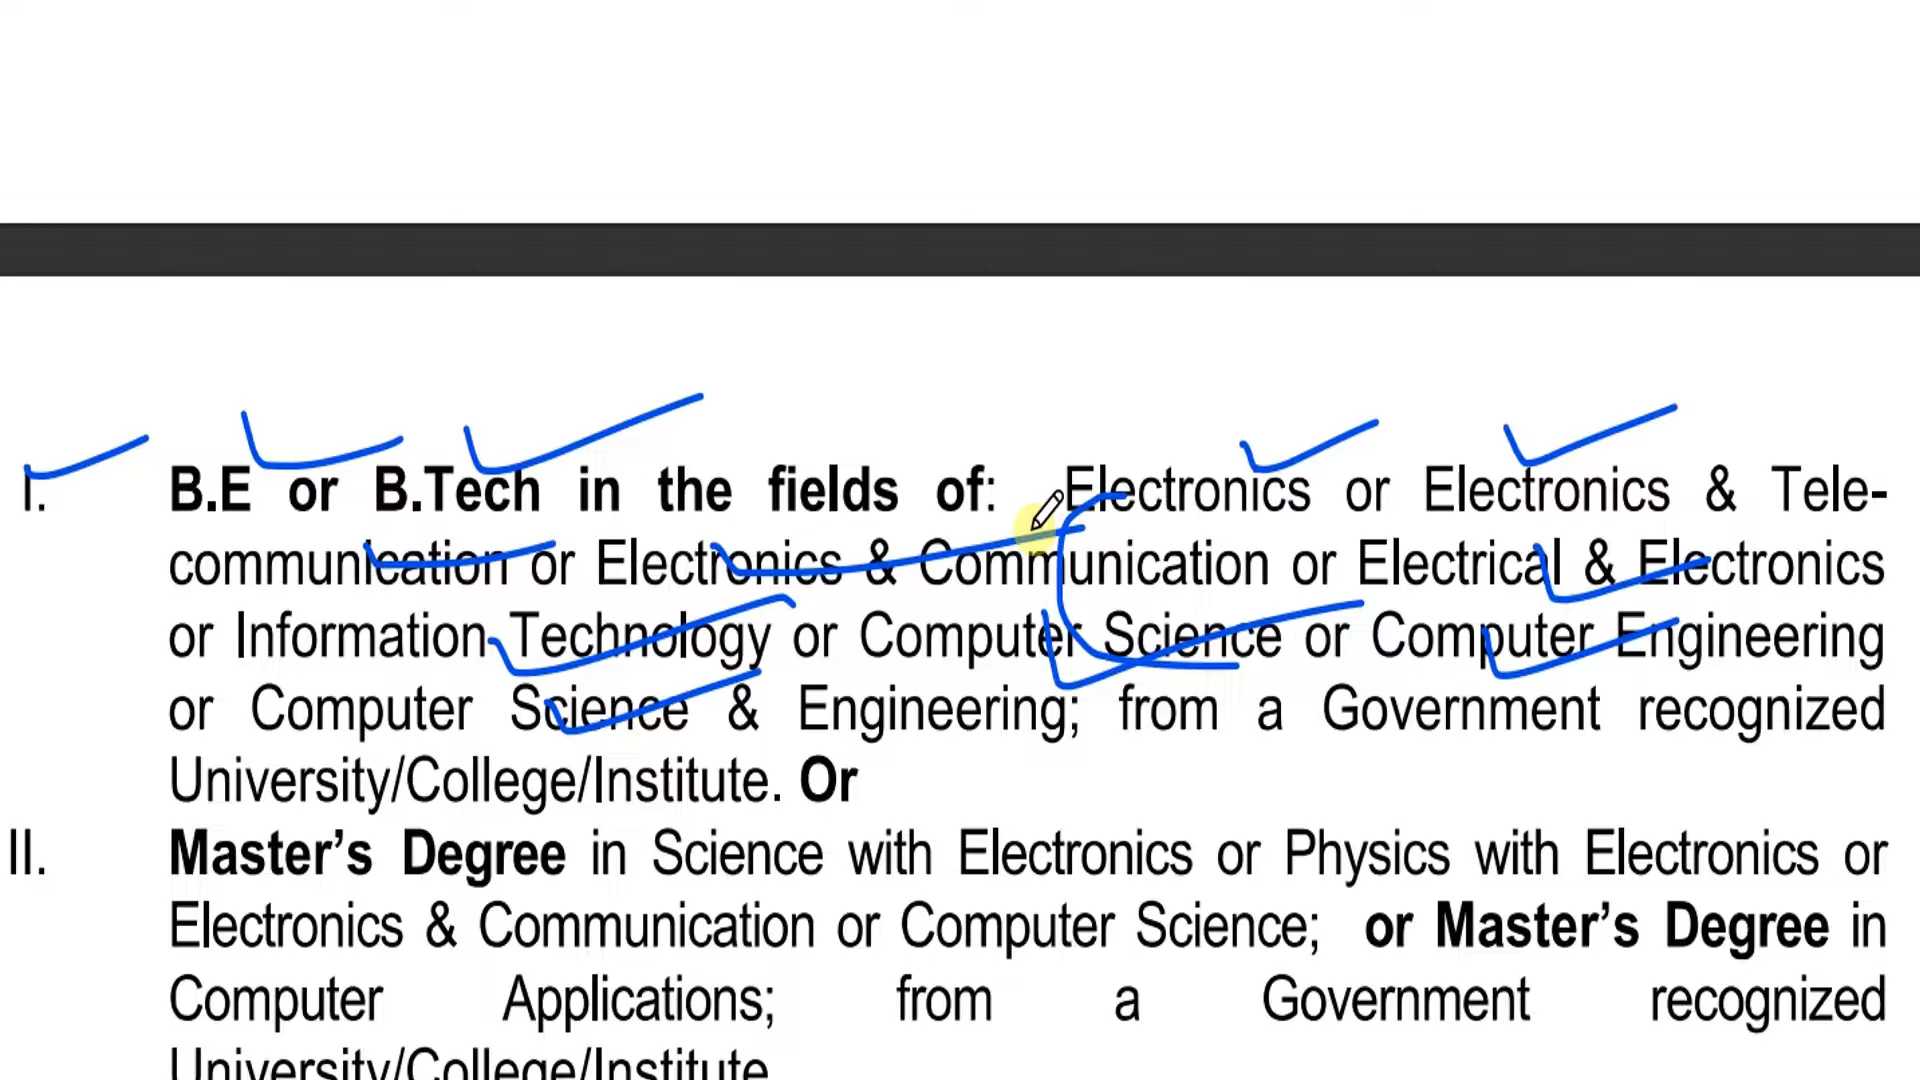 I. B.E or B.Tech in the fields of: Electronics or Electronics & Tele-
communication or Electronics & Communication or Electrical & Electronics
or Information Technology or Computer Science or Computer Engineering
or Computer Science & Engineering; from a Government recognized
University/College/Institute. Or
II. Master’s Degree in Science with Electronics or Physics with Electronics or
Electronics & Communication or Computer Science; or Master’s Degree in
Computer Applications; from a Government recognized
University/College/Institute